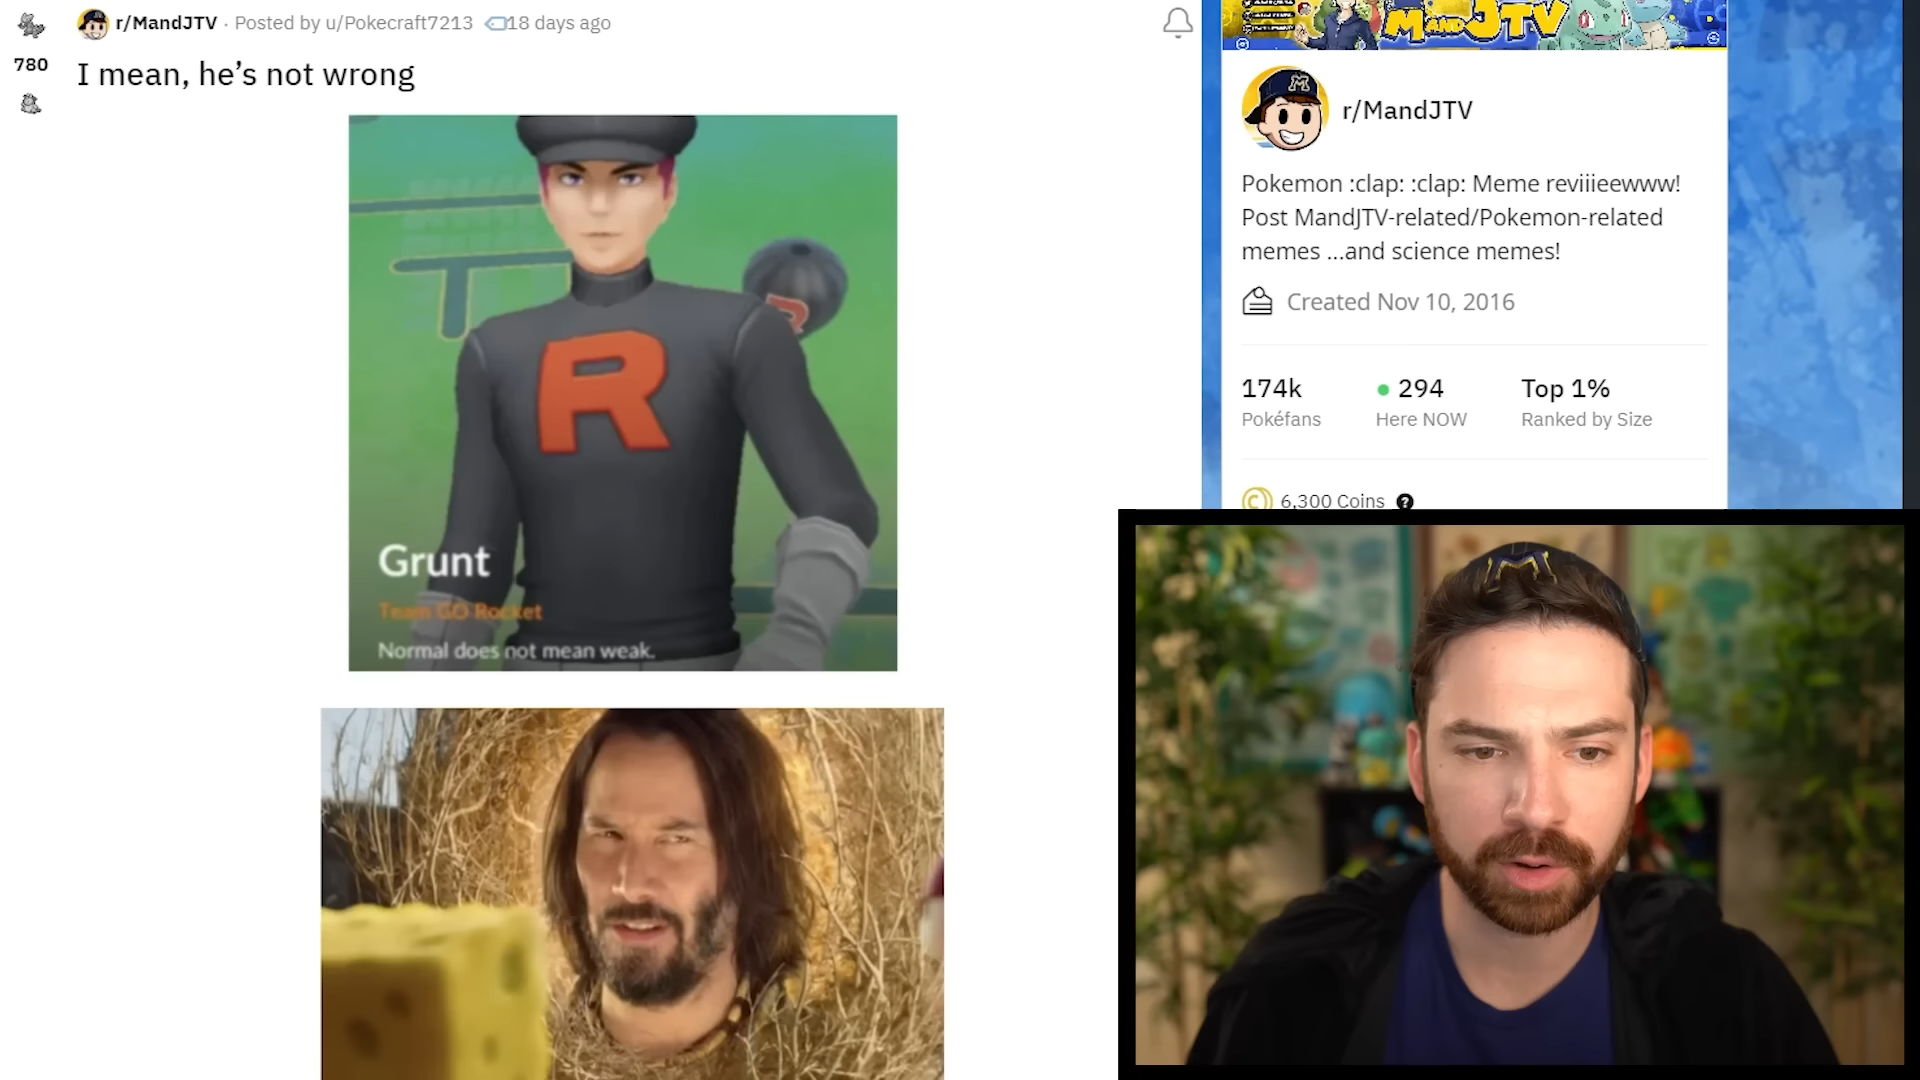 r/MandJTV · Posted by u/Pokecraft7213 18 days ago
780
I mean, he’s not wrong
R
R
Grunt
Team GO Rocket
Normal does not mean weak.
MANDJTV
M
r/MandJTV
Pokemon :clap: :clap: Meme reviiieewww!
Post MandJTV-related/Pokemon-related
memes ...and science memes!
Created Nov 10, 2016
174k 294 Top 1%
Pokéfans Here NOW Ranked by Size
6,300 Coins ?
M